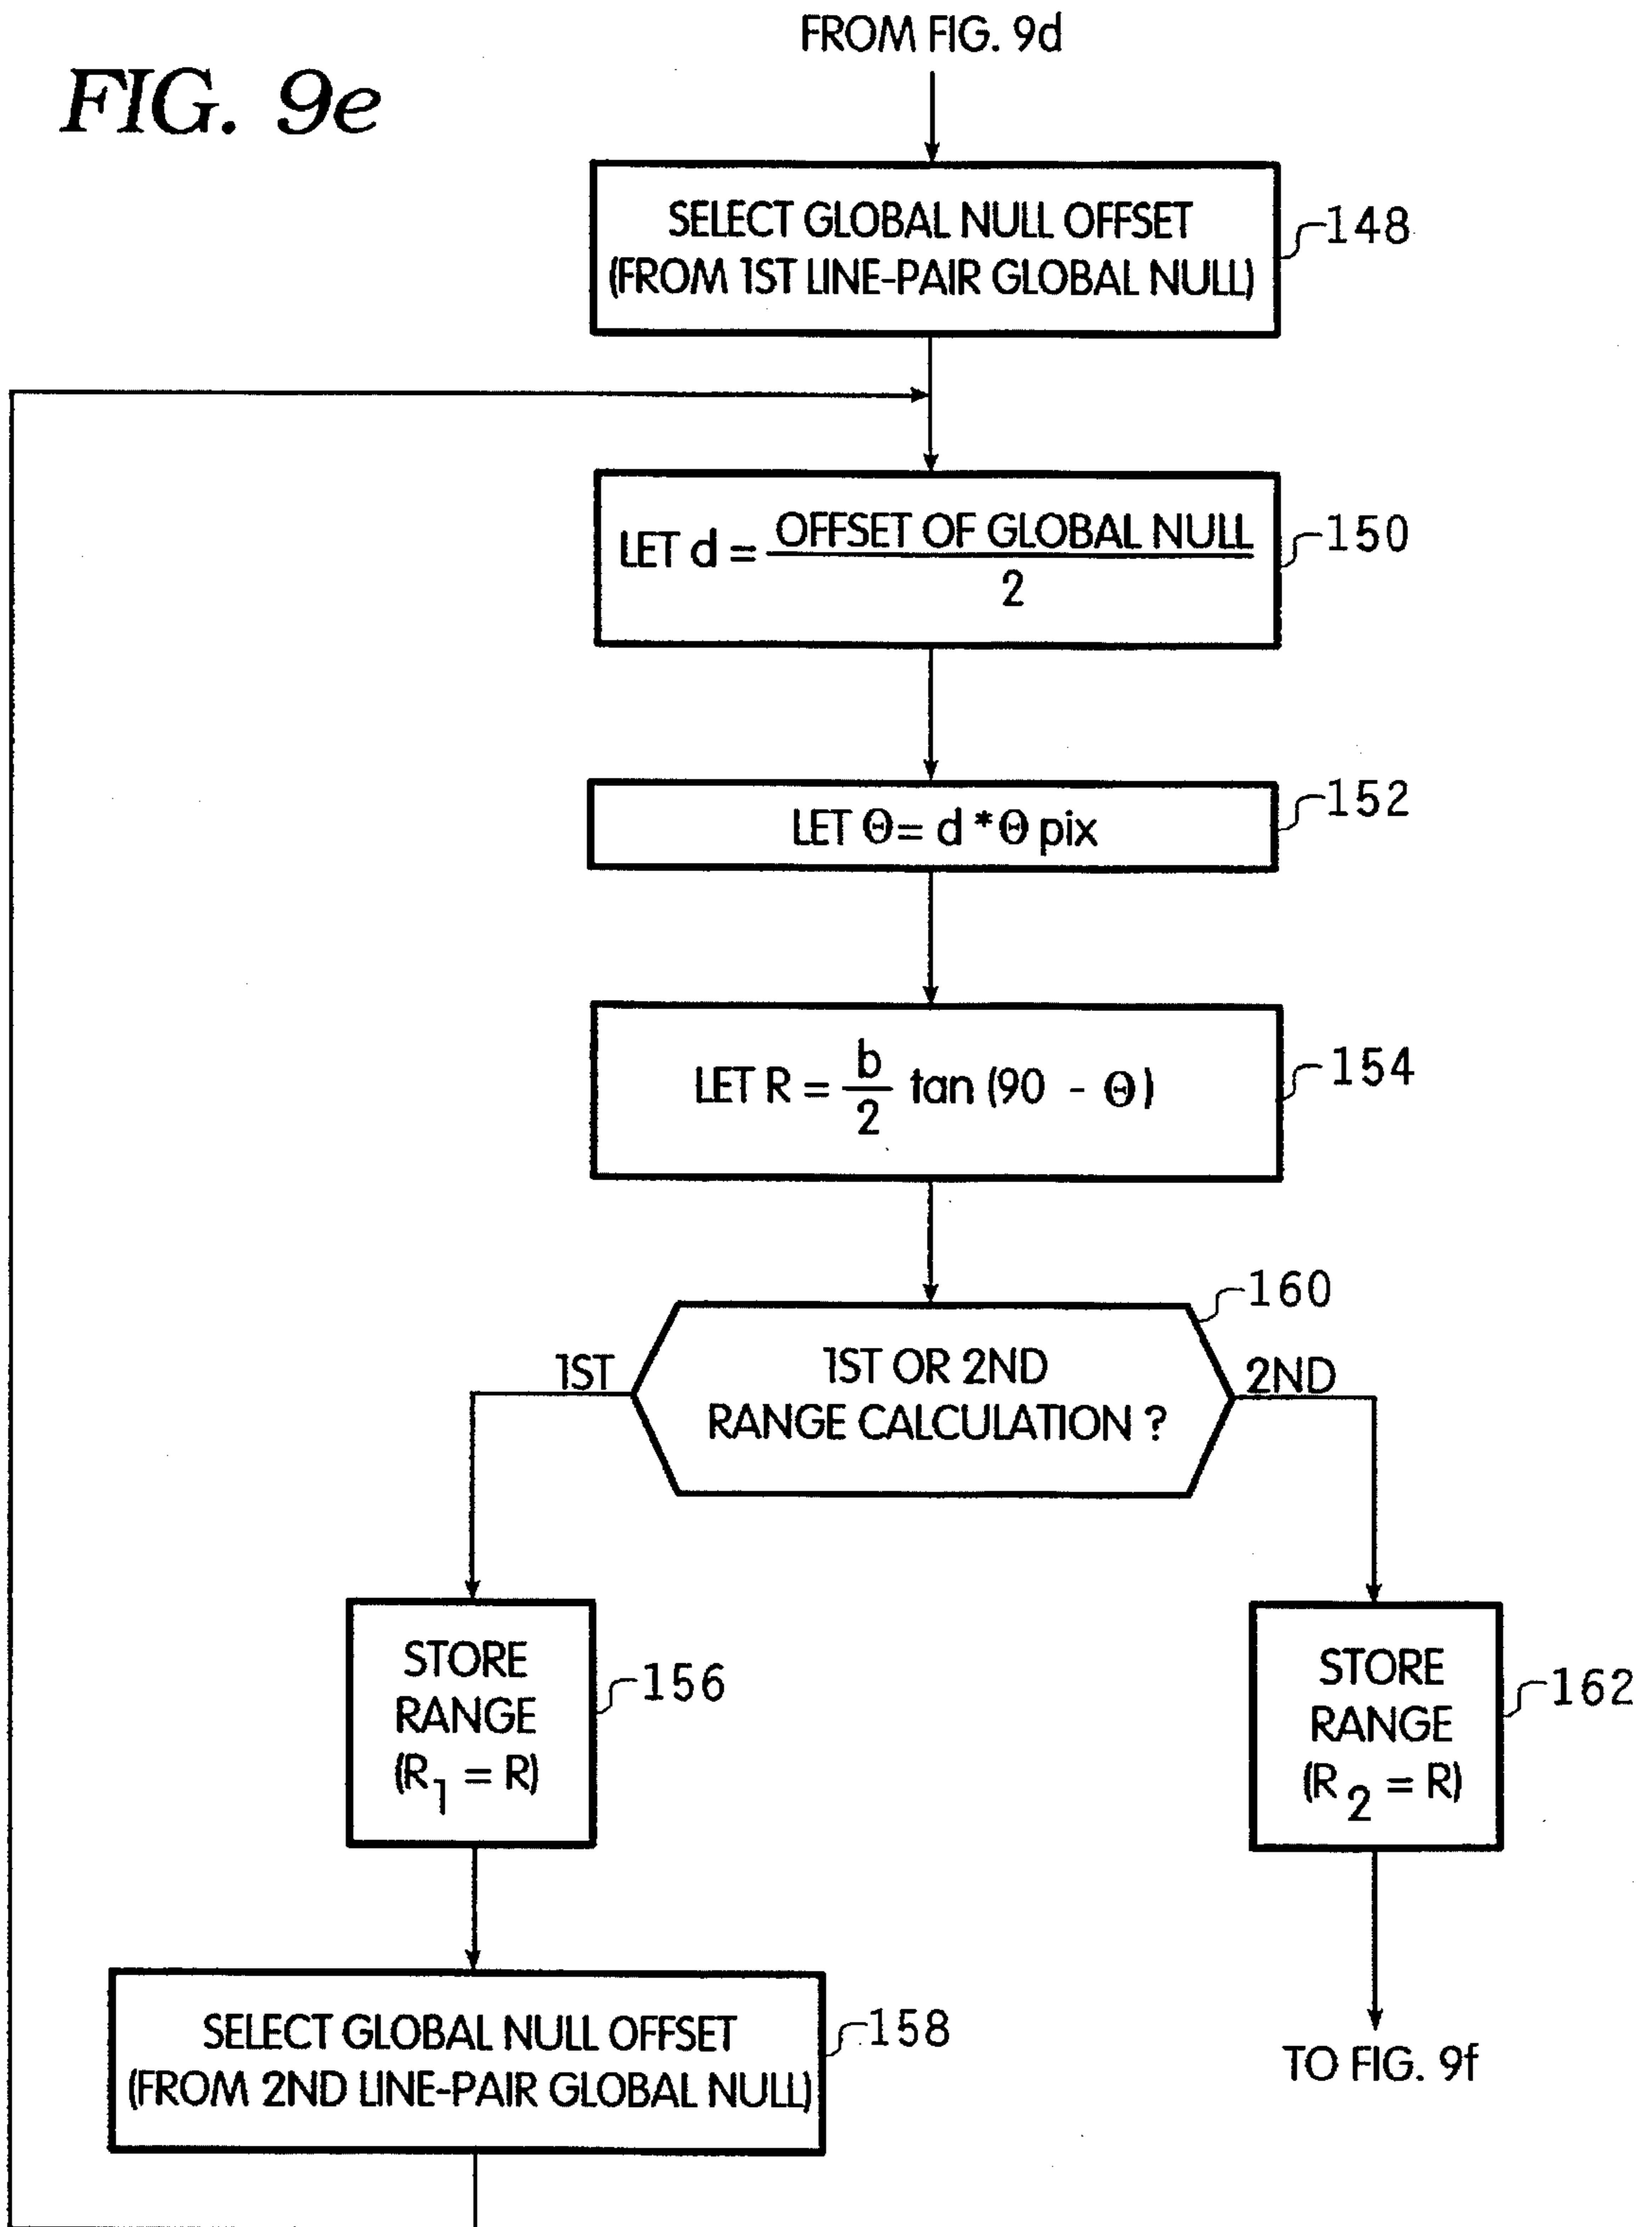 FROM FIG. 9d
FIG. 9e
SELECT GLOBAL NULL OFFSET
(FROM 1ST LINE-PAIR GLOBAL NULL)
148
LET d = OFFSET OF GLOBAL NULL
2
150
LET Θ = d * Θ pix
152
LET R = b/2 tan (90 - Θ)
154
160
1ST OR 2ND
RANGE CALCULATION ?
1ST
2ND
STORE
RANGE
(R1 = R)
156
STORE
RANGE
(R2 = R)
162
SELECT GLOBAL NULL OFFSET
(FROM 2ND LINE-PAIR GLOBAL NULL)
158
TO FIG. 9f